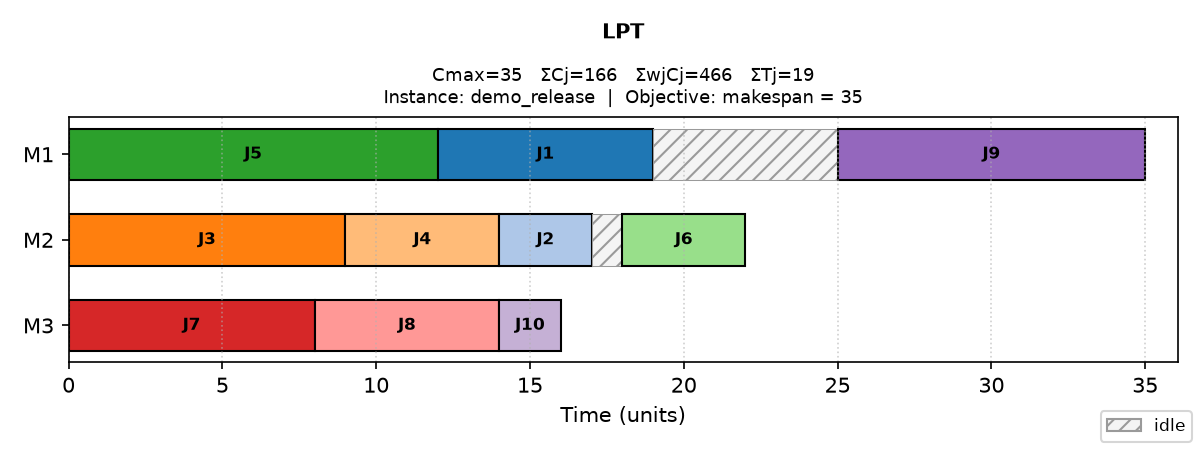 LPT
Cmax=35   ΣCj=166   ΣwjCj=466   ΣTj=19
Instance: demo_release  |  Objective: makespan = 35
M1
J5
J1
J9
M2
J3
J4
J2
J6
M3
J7
J8
J10
0
5
10
15
20
25
30
35
Time (units)
idle